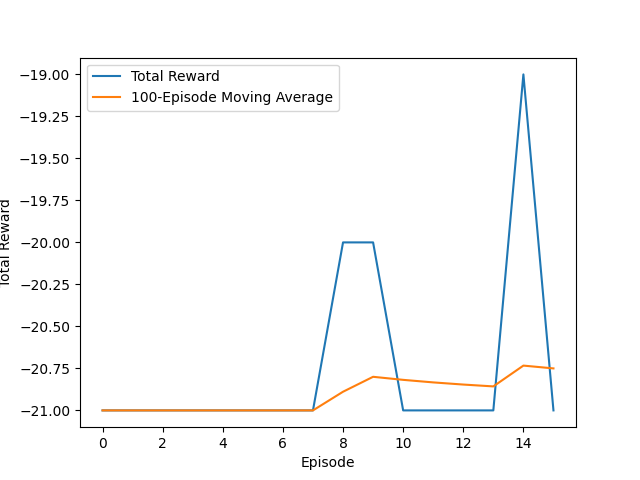 Total Reward
100-Episode Moving Average
−19.00
−19.25
−19.50
−19.75
−20.00
−20.25
−20.50
−20.75
−21.00
Total Reward
0 2 4 6 8 10 12 14
Episode